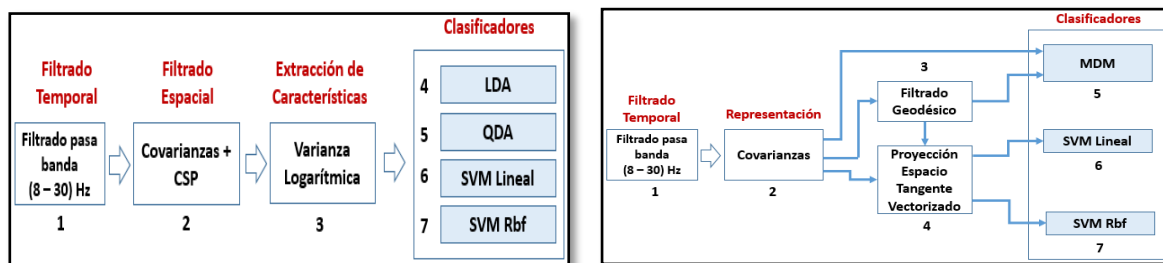 Clasificadores
Filtrado
Temporal
Filtrado
Espacial
Extracción de
Características
4
LDA
Filtrado pasa
banda
(8 – 30) Hz
Covarianzas +
CSP
Varianza
Logarítmica
5
QDA
6
SVM Lineal
1
2
3
7
SVM Rbf
Clasificadores
MDM
3
5
Filtrado
Temporal
Representación
Filtrado
Geodésico
Filtrado pasa
banda
(8 – 30) Hz
Covarianzas
Proyección
Espacio
Tangente
Vectorizado
SVM Lineal
6
1
2
4
SVM Rbf
7